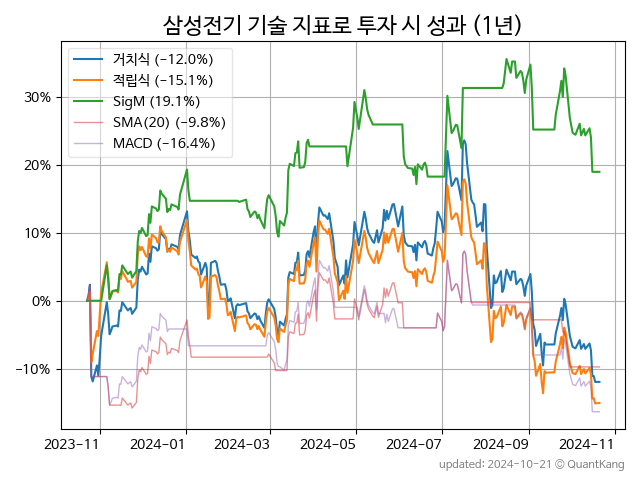 삼성전기 기술 지표로 투자 시 성과 (1년)
거치식 (−12.0%)
적립식 (−15.1%)
SigM (19.1%)
SMA(20) (−9.8%)
MACD (−16.4%)
30%
20%
10%
0%
−10%
2023−11
2024−01
2024−03
2024−05
2024−07
2024−09
2024−11
updated: 2024-10-21 © QuantKang